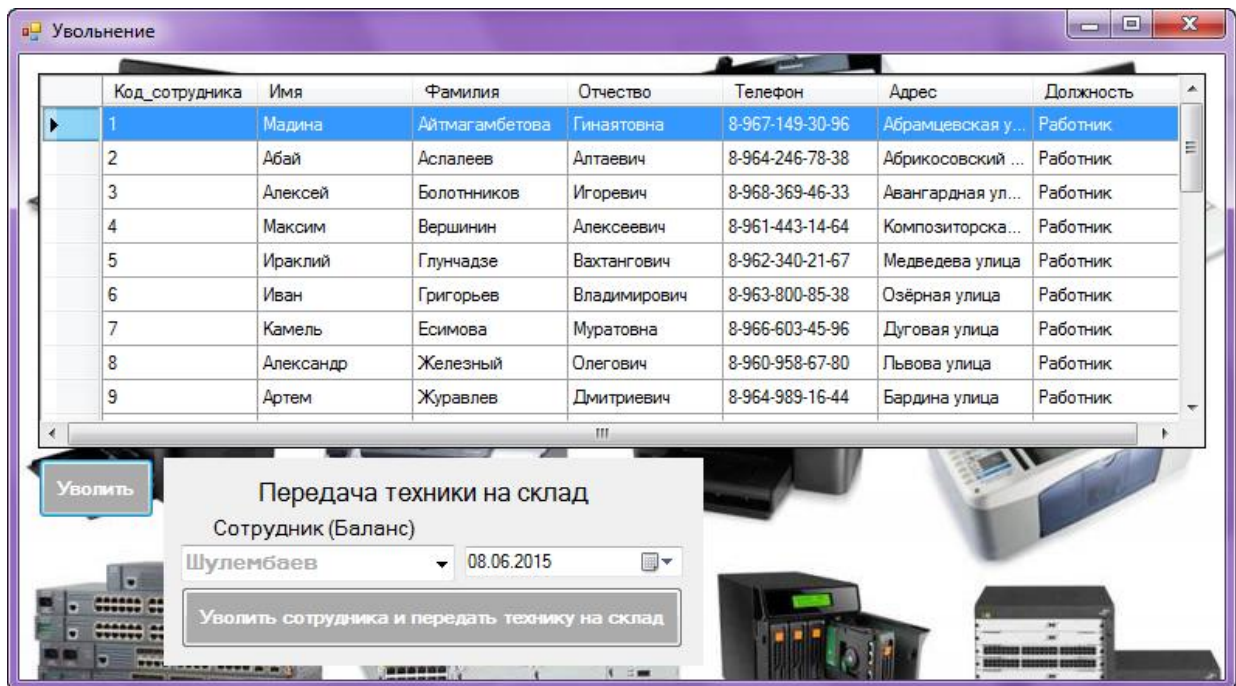 Увольнение
Код_сотрудника Имя Фамилия Отчество Телефон Адрес Должность
1 Мадина Айтмагамбетова Гинаятовна 8-967-149-30-96 Абрамцевская у... Работник
2 Абай Аслалеев Алтаевич 8-964-246-78-38 Абрикосовский ... Работник
3 Алексей Болотнников Игоревич 8-968-369-46-33 Авангардная ул... Работник
4 Максим Вершинин Алексеевич 8-961-443-14-64 Композиторска... Работник
5 Ираклий Глунчадзе Вахтангович 8-962-340-21-67 Медведева улица Работник
6 Иван Григорьев Владимирович 8-963-800-85-38 Озёрная улица Работник
7 Камель Есимова Муратовна 8-966-603-45-96 Дуговая улица Работник
8 Александр Железный Олегович 8-960-958-67-80 Львова улица Работник
9 Артем Журавлев Дмитриевич 8-964-989-16-44 Бардина улица Работник
Уволить
Передача техники на склад
Сотрудник (Баланс)
Шулембаев 08.06.2015
Уволить сотрудника и передать технику на склад